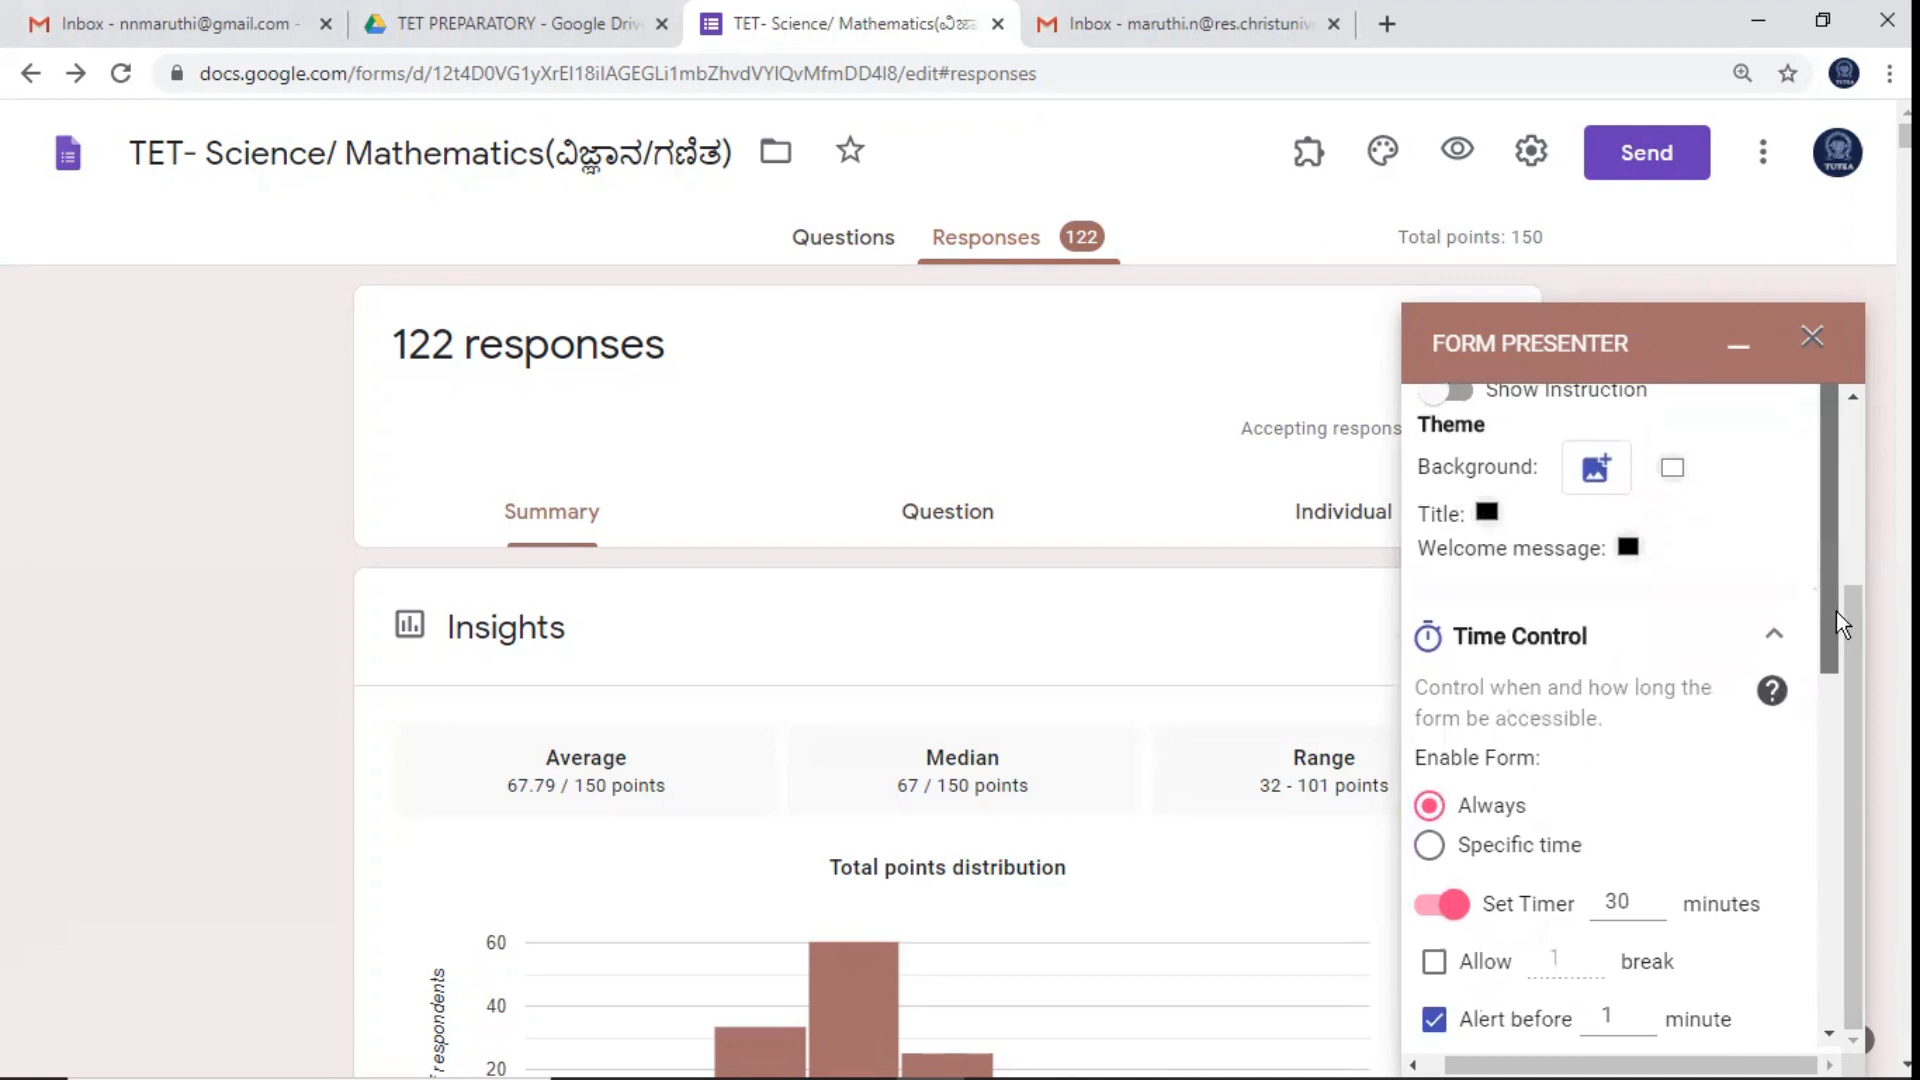 Inbox - nnmaruthi@gmail.com -
TET PREPARATORY - Google Driv
TET- Science/ Mathematics(ವಿಜ್ಞಾ
Inbox - maruthi.n@res.christuniv
docs.google.com/forms/d/12t4D0VG1yXrEI18iIAGEGLi1mbZhvdVYIQvMfmDD4I8/edit#responses
TET- Science/ Mathematics(ವಿಜ್ಞಾನ/ಗಣಿತ)
Send
TUTEA
Questions
Responses 122
Total points: 150
122 responses
Accepting respons
Summary
Question
Individual
Insights
Average
67.79 / 150 points
Median
67 / 150 points
Range
32 - 101 points
Total points distribution
60
40
20
respondents
FORM PRESENTER
Show Instruction
Theme
Background:
Title:
Welcome message:
Time Control
Control when and how long the
form be accessible.
Enable Form:
Always
Specific time
Set Timer 30 minutes
Allow 1 break
Alert before 1 minute